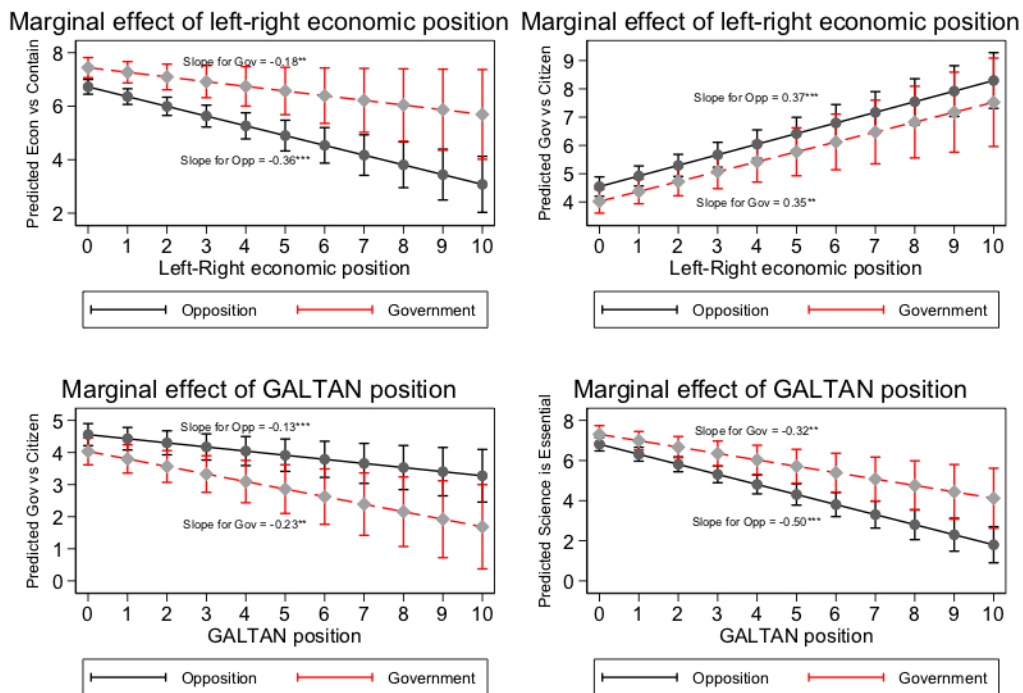 Marginal effect of left-right economic position
Predicted Econ vs Contain
8
6
4
2
Slope for Gov = -0.18**
Slope for Opp = -0.36***
0 1 2 3 4 5 6 7 8 9 10
Left-Right economic position
Opposition Government
Marginal effect of left-right economic position
Predicted Gov vs Citizen
9
8
7
6
5
4
Slope for Opp = 0.37***
Slope for Gov = 0.35**
0 1 2 3 4 5 6 7 8 9 10
Left-Right economic position
Opposition Government
Marginal effect of GALTAN position
Predicted Gov vs Citizen
5
4
3
2
1
0
Slope for Opp = -0.13***
Slope for Gov = -0.23**
0 1 2 3 4 5 6 7 8 9 10
GALTAN position
Opposition Government
Marginal effect of GALTAN position
Predicted Science is Essential
8
6
4
2
0
Slope for Gov = -0.32**
Slope for Opp = -0.50***
0 1 2 3 4 5 6 7 8 9 10
GALTAN position
Opposition Government